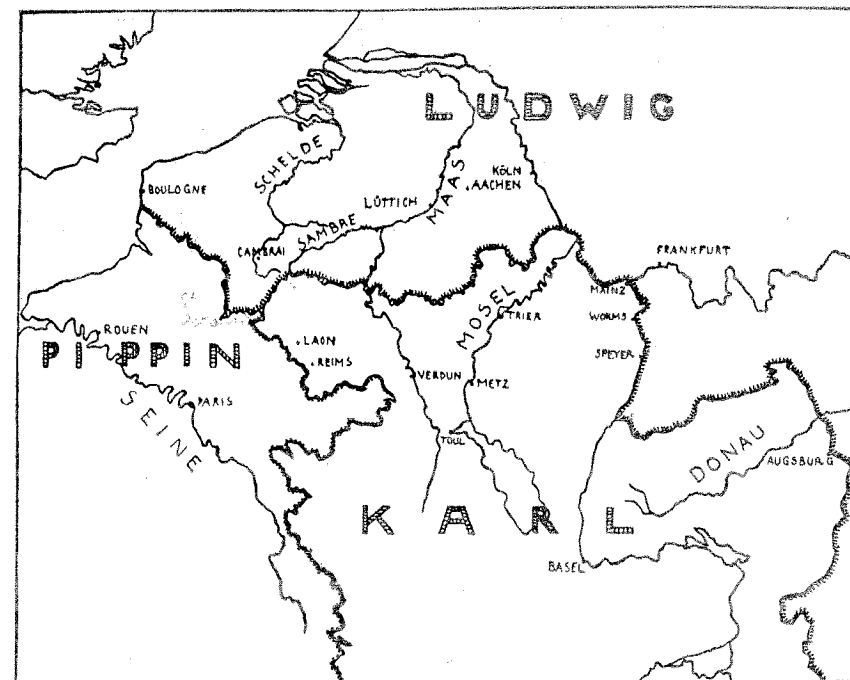 LUDWIG
SCHELDE
MAAS
KÖLN
AACHEN
BOULOGNE
LÜTTICH
SAMBRE
CAMBRAI
FRANKFURT
MAINZ
MOSEL
TRIER
WORMS
ROUEN
LAON
PIPPIN
REIMS
SPEYER
VERDUN
METZ
SEINE
PARIS
TOUL
DONAU
AUGSBURG
KARL
BASEL